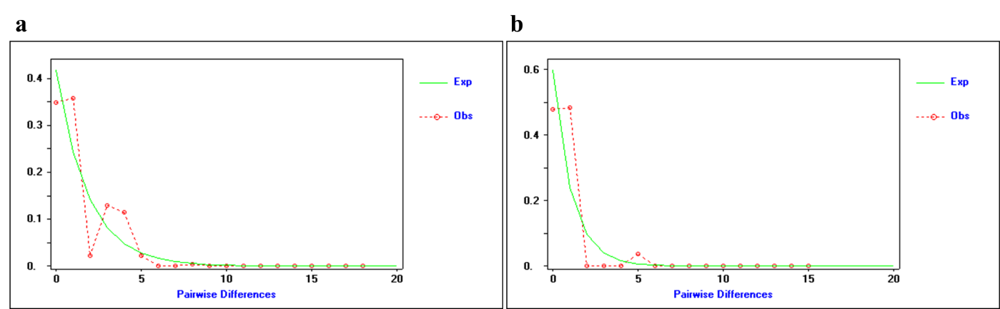 a
0.4
0.3
0.2
0.1
0.
0 5 10 15 20
Pairwise Differences
Exp
Obs
b
0.6
0.4
0.2
0.
0 5 10 15 20
Pairwise Differences
Exp
Obs